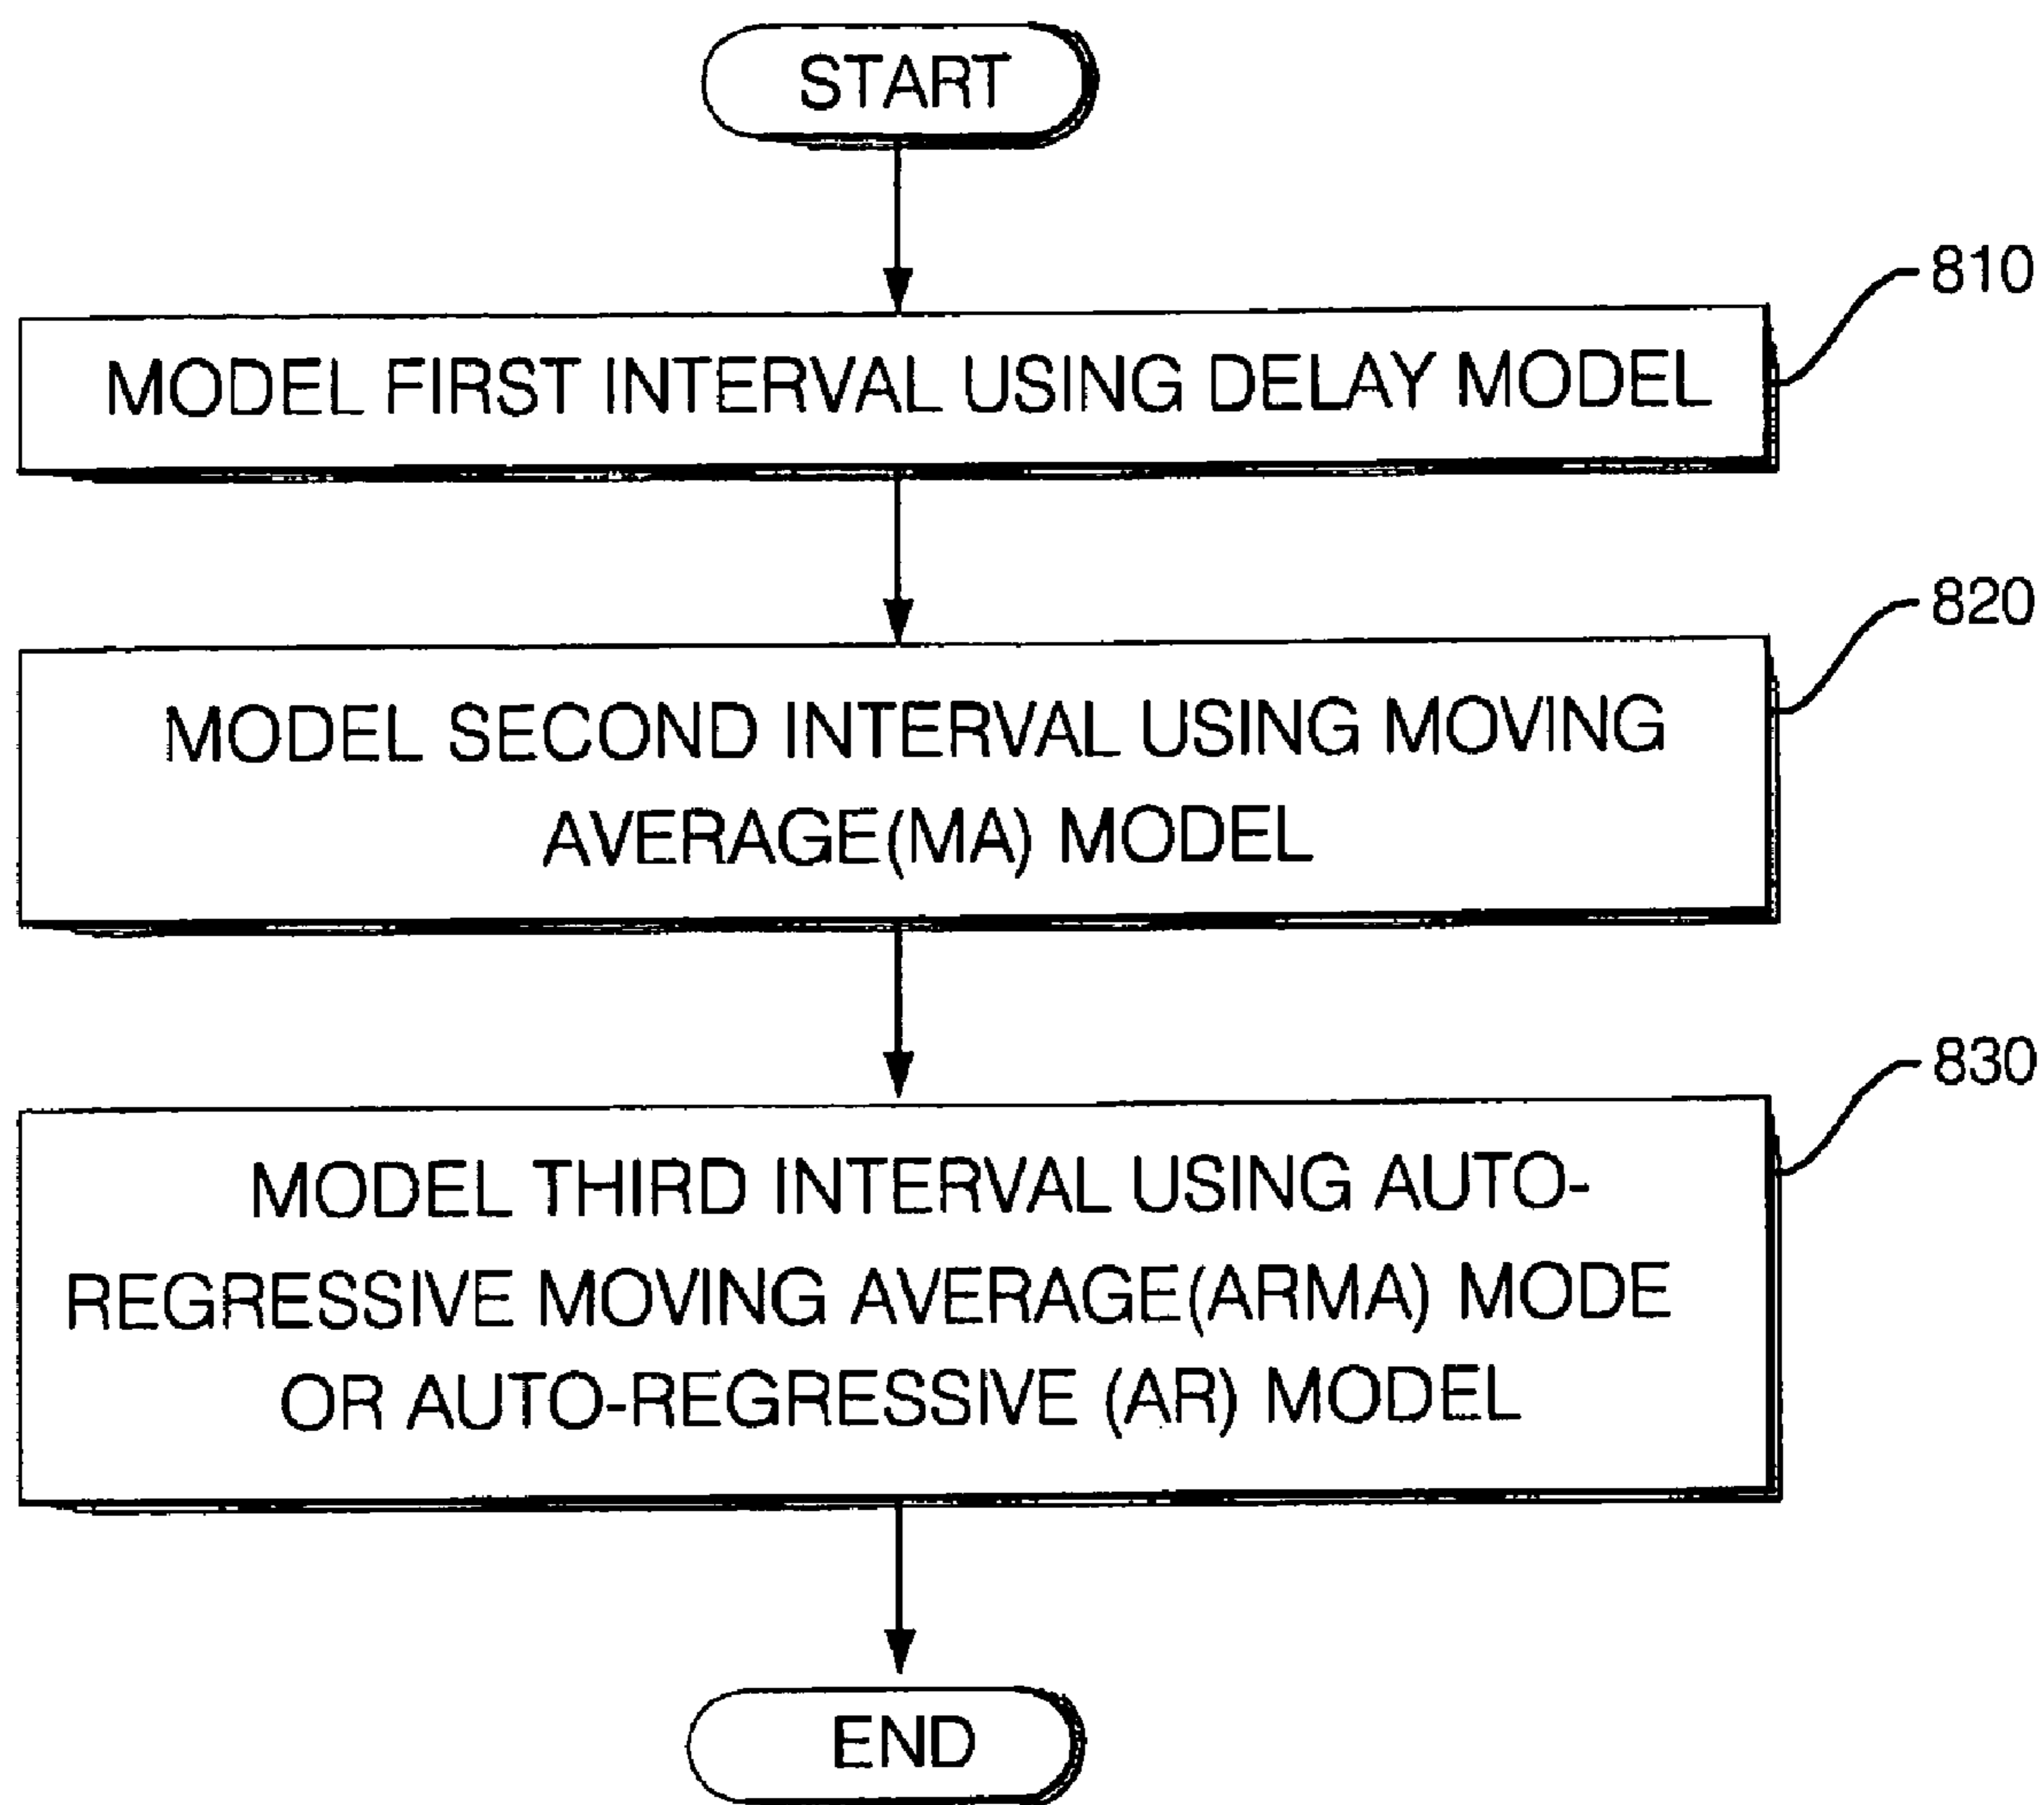 START
810
MODEL FIRST INTERVAL USING DELAY MODEL
820
MODEL SECOND INTERVAL USING MOVING
AVERAGE(MA) MODEL
830
MODEL THIRD INTERVAL USING AUTO-
REGRESSIVE MOVING AVERAGE(ARMA) MODE
OR AUTO-REGRESSIVE (AR) MODEL
END